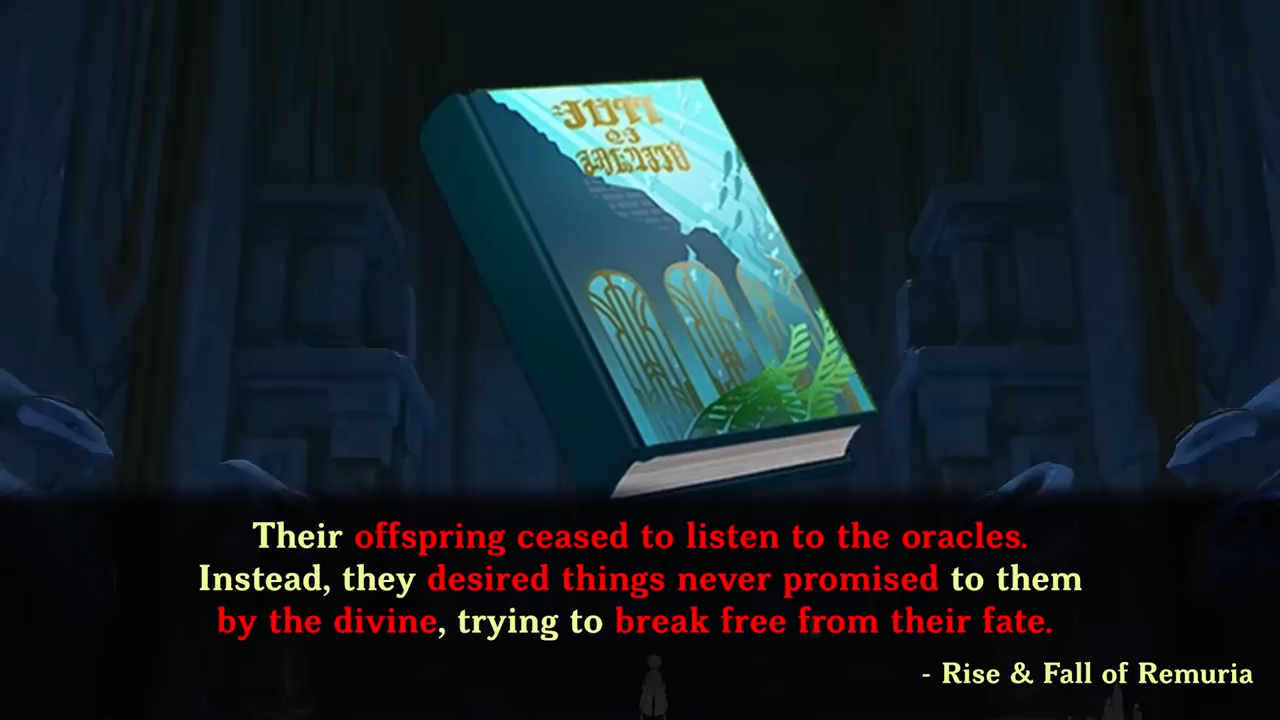 Their offspring ceased to listen to the oracles.
Instead, they desired things never promised to them
by the divine, trying to break free from their fate.
- Rise & Fall of Remuria